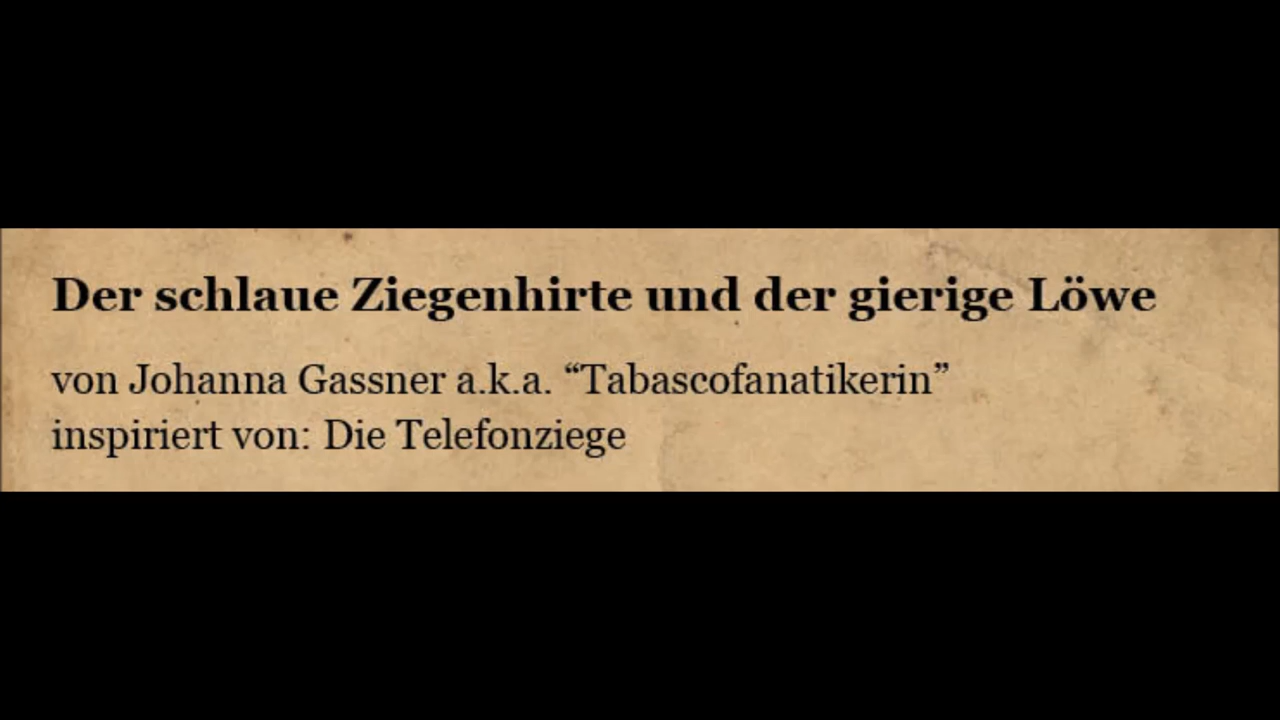 Der schlaue Ziegenhirte und der gierige Löwe
von Johanna Gassner a.k.a. “Tabascofanatikerin”
inspiriert von: Die Telefonziege